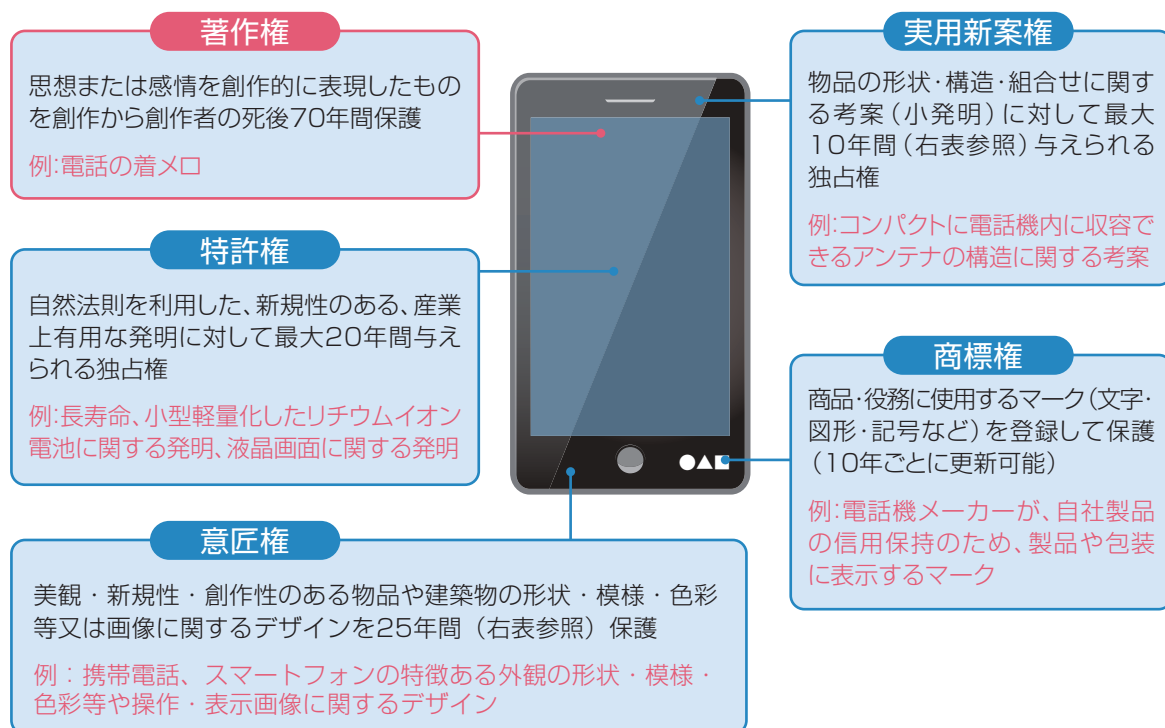 著作権
思想または感情を創作的に表現したもの
を創作から創作者の死後70年間保護
例:電話の着メロ
特許権
自然法則を利用した、新規性のある、産業
上有用な発明に対して最大20年間与え
られる独占権
例:長寿命、小型軽量化したリチウムイオン
電池に関する発明、液晶画面に関する発明
意匠権
美観・新規性・創作性のある物品や建築物の形状・模様・色彩
等又は画像に関するデザインを25年間（右表参照）保護
例：携帯電話、スマートフォンの特徴ある外観の形状・模様・
色彩等や操作・表示画像に関するデザイン
実用新案権
物品の形状・構造・組合せに関す
る考案（小発明）に対して最大
10年間（右表参照）与えられる
独占権
例:コンパクトに電話機内に収容で
きるアンテナの構造に関する考案
商標権
商品・役務に使用するマーク（文字・
図形・記号など）を登録して保護
（10年ごとに更新可能）
例:電話機メーカーが、自社製品
の信用保持のため、製品や包装
に表示するマーク
●▲■